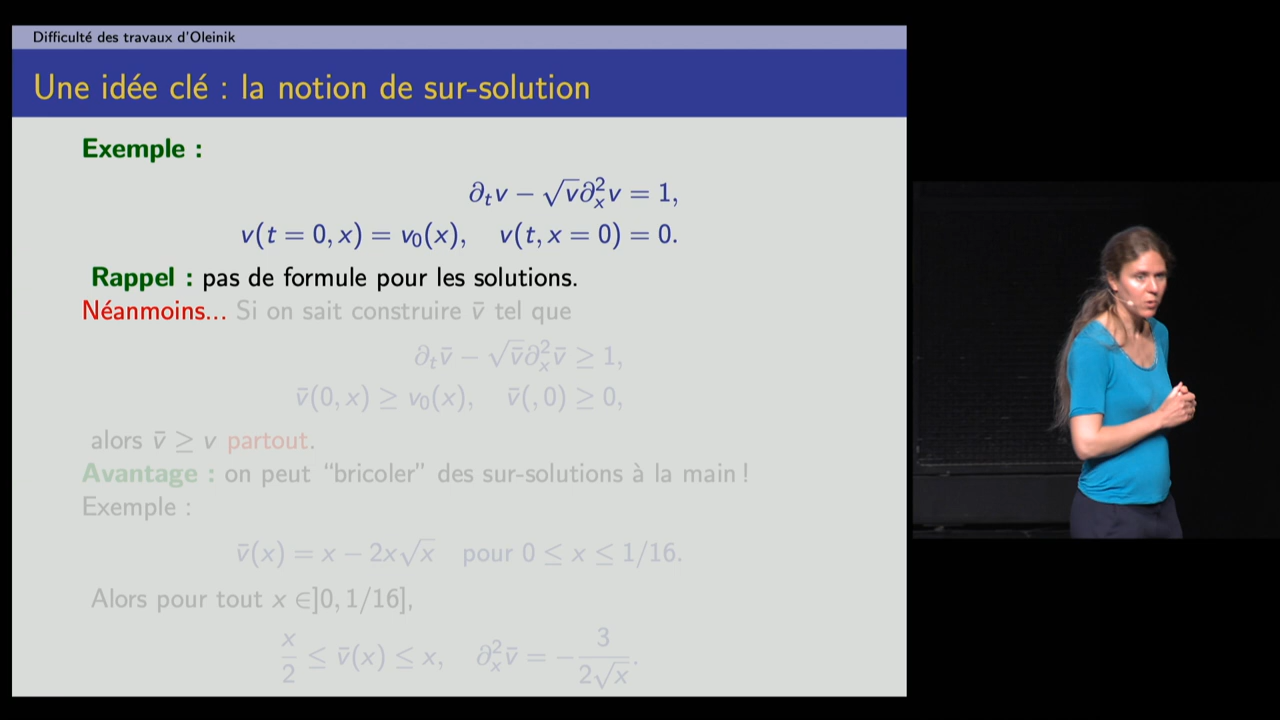 Difficulté des travaux d'Oleinik
Une idée clé : la notion de sur-solution
Exemple :
∂ₜv − √v∂ₓ²v = 1,
v(t = 0, x) = v₀(x), v(t, x = 0) = 0.
Rappel : pas de formule pour les solutions.
Néanmoins... Si on sait construire v̄ tel que
∂ₜv̄ − √v̄∂ₓ²v̄ ≥ 1,
v̄(0, x) ≥ v₀(x), v̄(, 0) ≥ 0,
alors v̄ ≥ v partout.
Avantage : on peut “bricoler” des sur-solutions à la main !
Exemple :
v̄(x) = x − 2x√x pour 0 ≤ x ≤ 1/16.
Alors pour tout x ∈]0, 1/16],
x/2 ≤ v̄(x) ≤ x, ∂ₓ²v̄ = −3/(2√x).